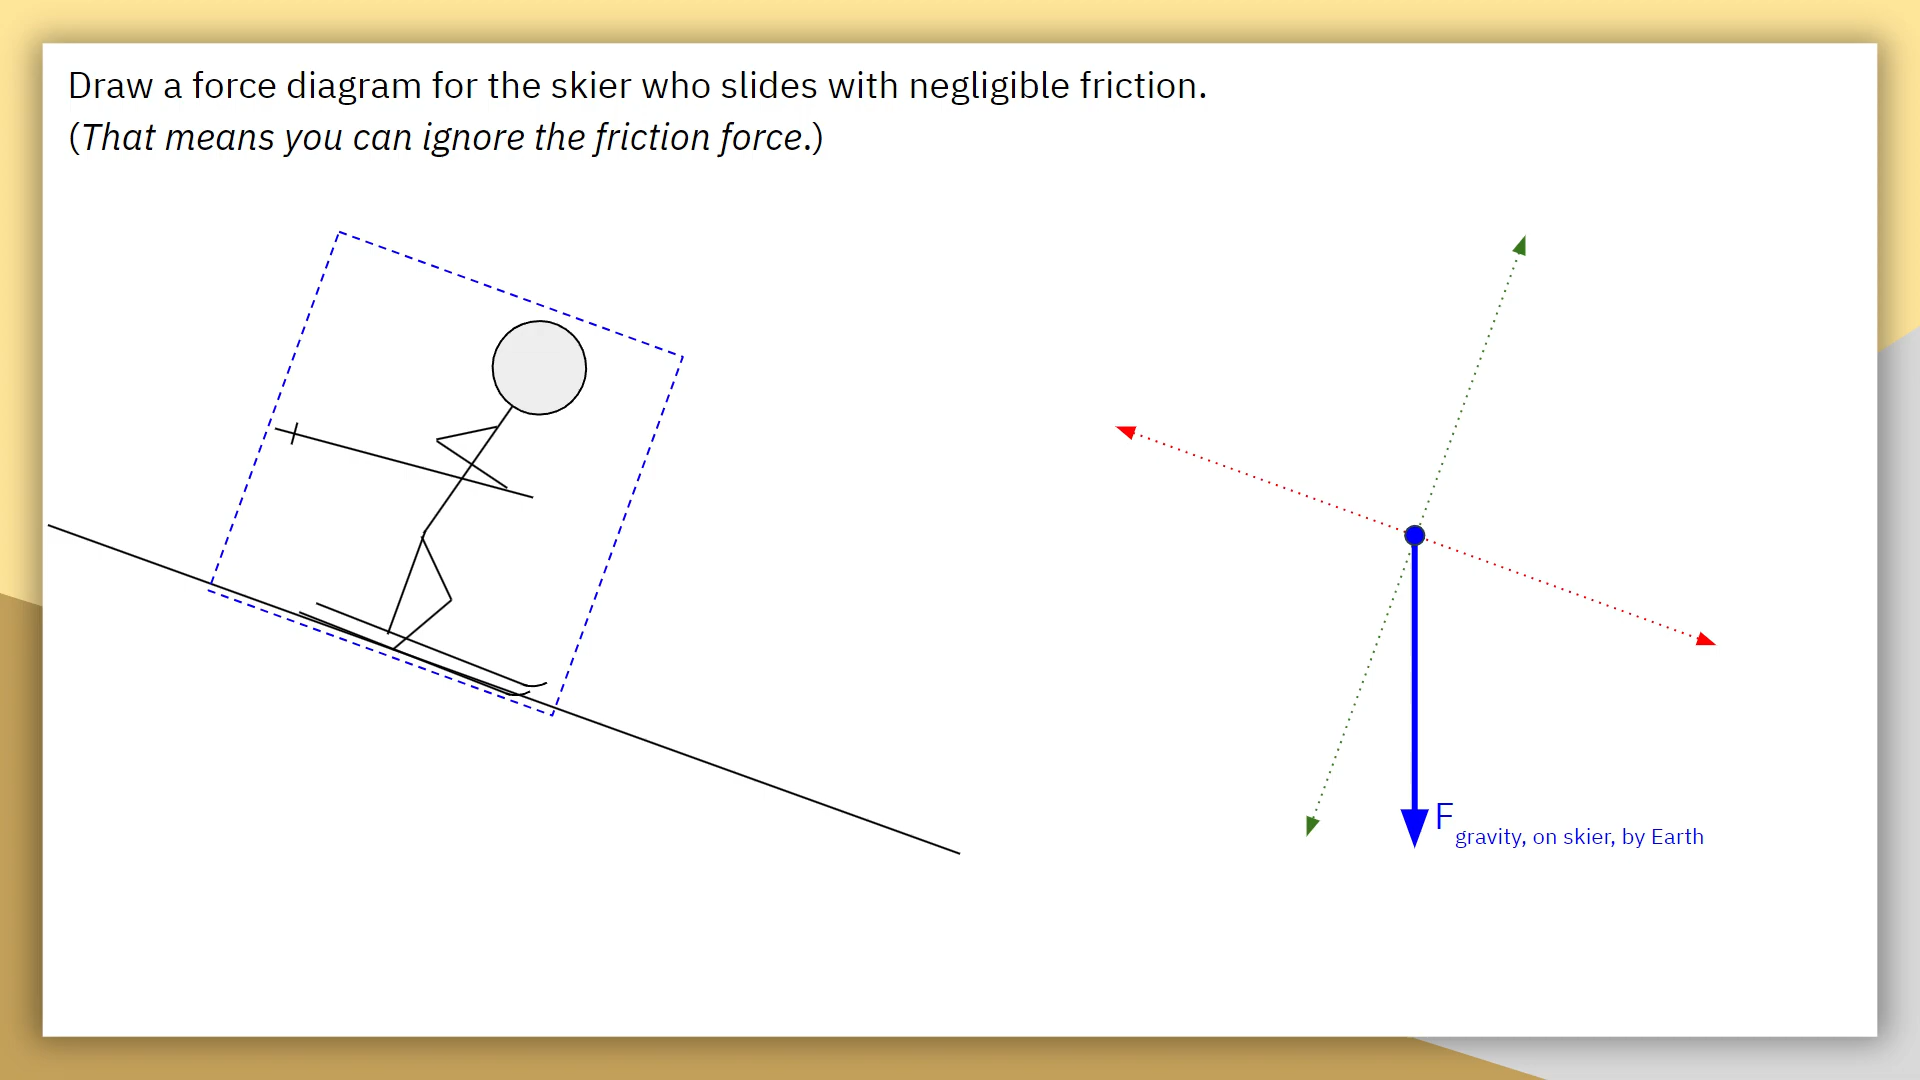 Draw a force diagram for the skier who slides with negligible friction.
(That means you can ignore the friction force.)
F gravity, on skier, by Earth